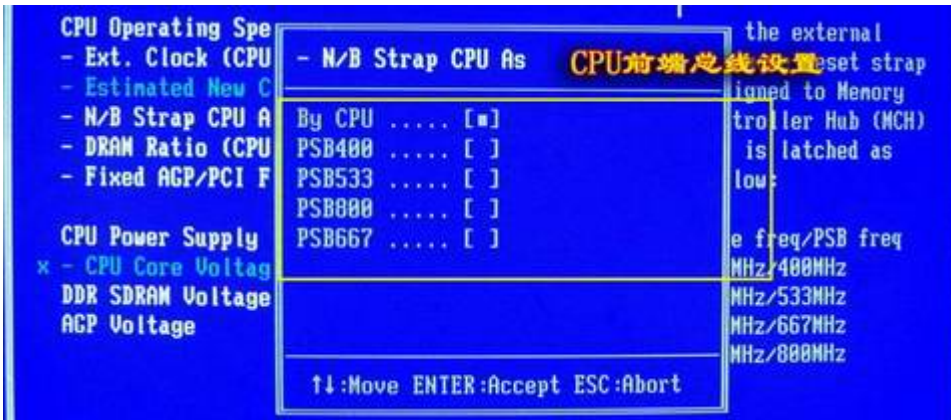 CPU Operating Spe
- Ext. Clock (CPU
- Estimated New C
- N/B Strap CPU A
- DRAM Ratio (CPU
- Fixed AGP/PCI F
CPU Power Supply
x - CPU Core Voltag
DDR SDRAM Voltage
AGP Voltage
- N/B Strap CPU As
CPU前端总线设置
By CPU ..... [■]
PSB400 ..... [ ]
PSB533 ..... [ ]
PSB800 ..... [ ]
PSB667 ..... [ ]
↑↓:Move ENTER:Accept ESC:Abort
the external
eset strap
igned to Memory
troller Hub (MCH)
is latched as
low:
e freq/PSB freq
MHz/400MHz
MHz/533MHz
MHz/667MHz
MHz/800MHz